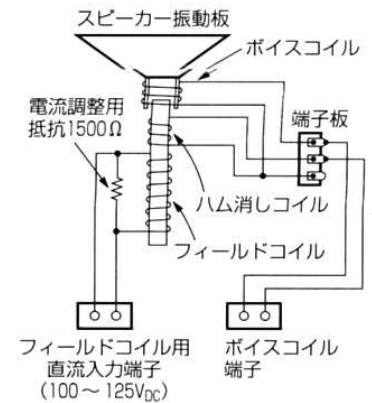 スピーカー振動板
ボイスコイル
電流調整用
抵抗1500Ω
端子板
ハム消しコイル
フィールドコイル
フィールドコイル用
直流入力端子
(100～125VDC)
ボイスコイル
端子